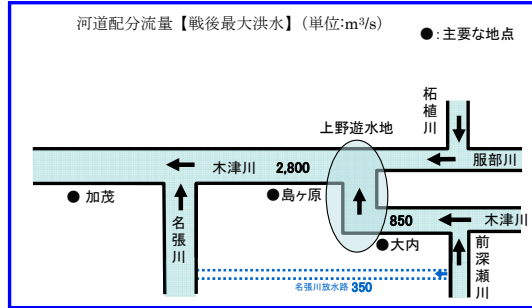 河道配分流量【戦後最大洪水】(単位:m³/s)
●:主要な地点
柘植川
上野遊水地
服部川
木津川 2,800
● 加茂
● 島ヶ原
850 木津川
●大内
名張川
前深瀬川
名張川放水路 350